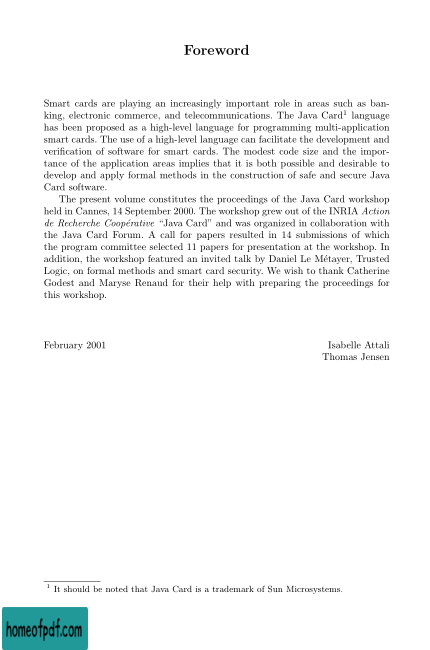 Foreword
Smart cards are playing an increasingly important role in areas such as ban-
king, electronic commerce, and telecommunications. The Java Card1 language
has been proposed as a high-level language for programming multi-application
smart cards. The use of a high-level language can facilitate the development and
verification of software for smart cards. The modest code size and the impor-
tance of the application areas implies that it is both possible and desirable to
develop and apply formal methods in the construction of safe and secure Java
Card software.
The present volume constitutes the proceedings of the Java Card workshop
held in Cannes, 14 September 2000. The workshop grew out of the INRIA Action
de Recherche Coopérative “Java Card” and was organized in collaboration with
the Java Card Forum. A call for papers resulted in 14 submissions of which
the program committee selected 11 papers for presentation at the workshop. In
addition, the workshop featured an invited talk by Daniel Le Métayer, Trusted
Logic, on formal methods and smart card security. We wish to thank Catherine
Godest and Maryse Renaud for their help with preparing the proceedings for
this workshop.
February 2001 Isabelle Attali
Thomas Jensen
1 It should be noted that Java Card is a trademark of Sun Microsystems.
homeofpdf.com